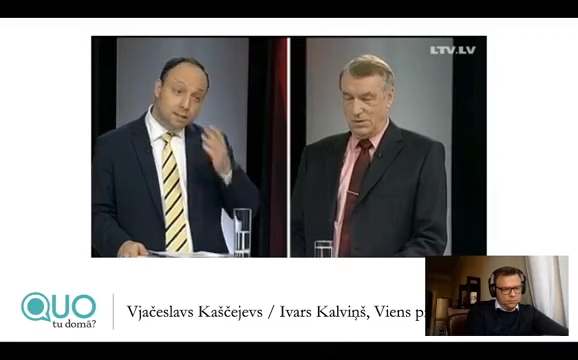 LTV.LV
QUO
tu domā?
Vjačeslavs Kaščejevs / Ivars Kalviņš, Viens